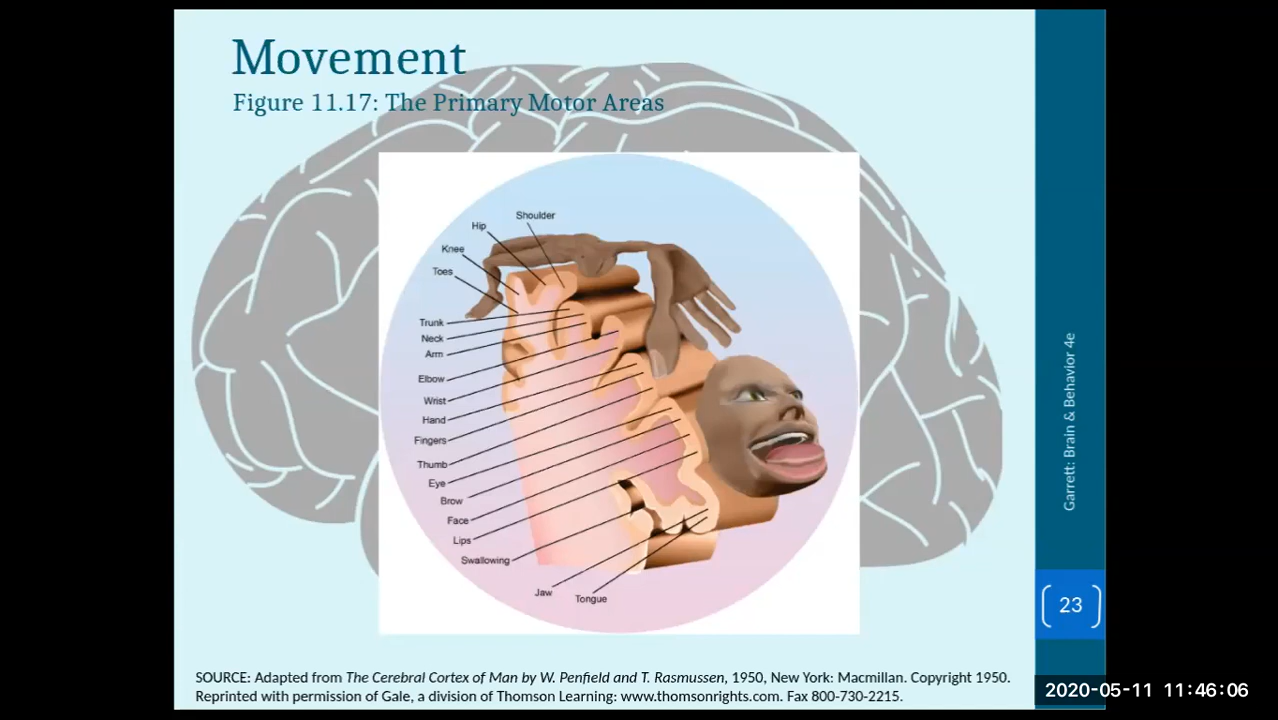 Movement
Figure 11.17: The Primary Motor Areas
Shoulder
Hip
Knee
Toes
Trunk
Neck
Arm
Elbow
Wrist
Hand
Fingers
Thumb
Eye
Brow
Face
Lips
Swallowing
Jaw
Tongue
Garrett: Brain & Behavior 4e
23
SOURCE: Adapted from The Cerebral Cortex of Man by W. Penfield and T. Rasmussen, 1950, New York: Macmillan. Copyright 1950.
Reprinted with permission of Gale, a division of Thomson Learning: www.thomsonrights.com. Fax 800-730-2215.
2020-05-11 11:46:06